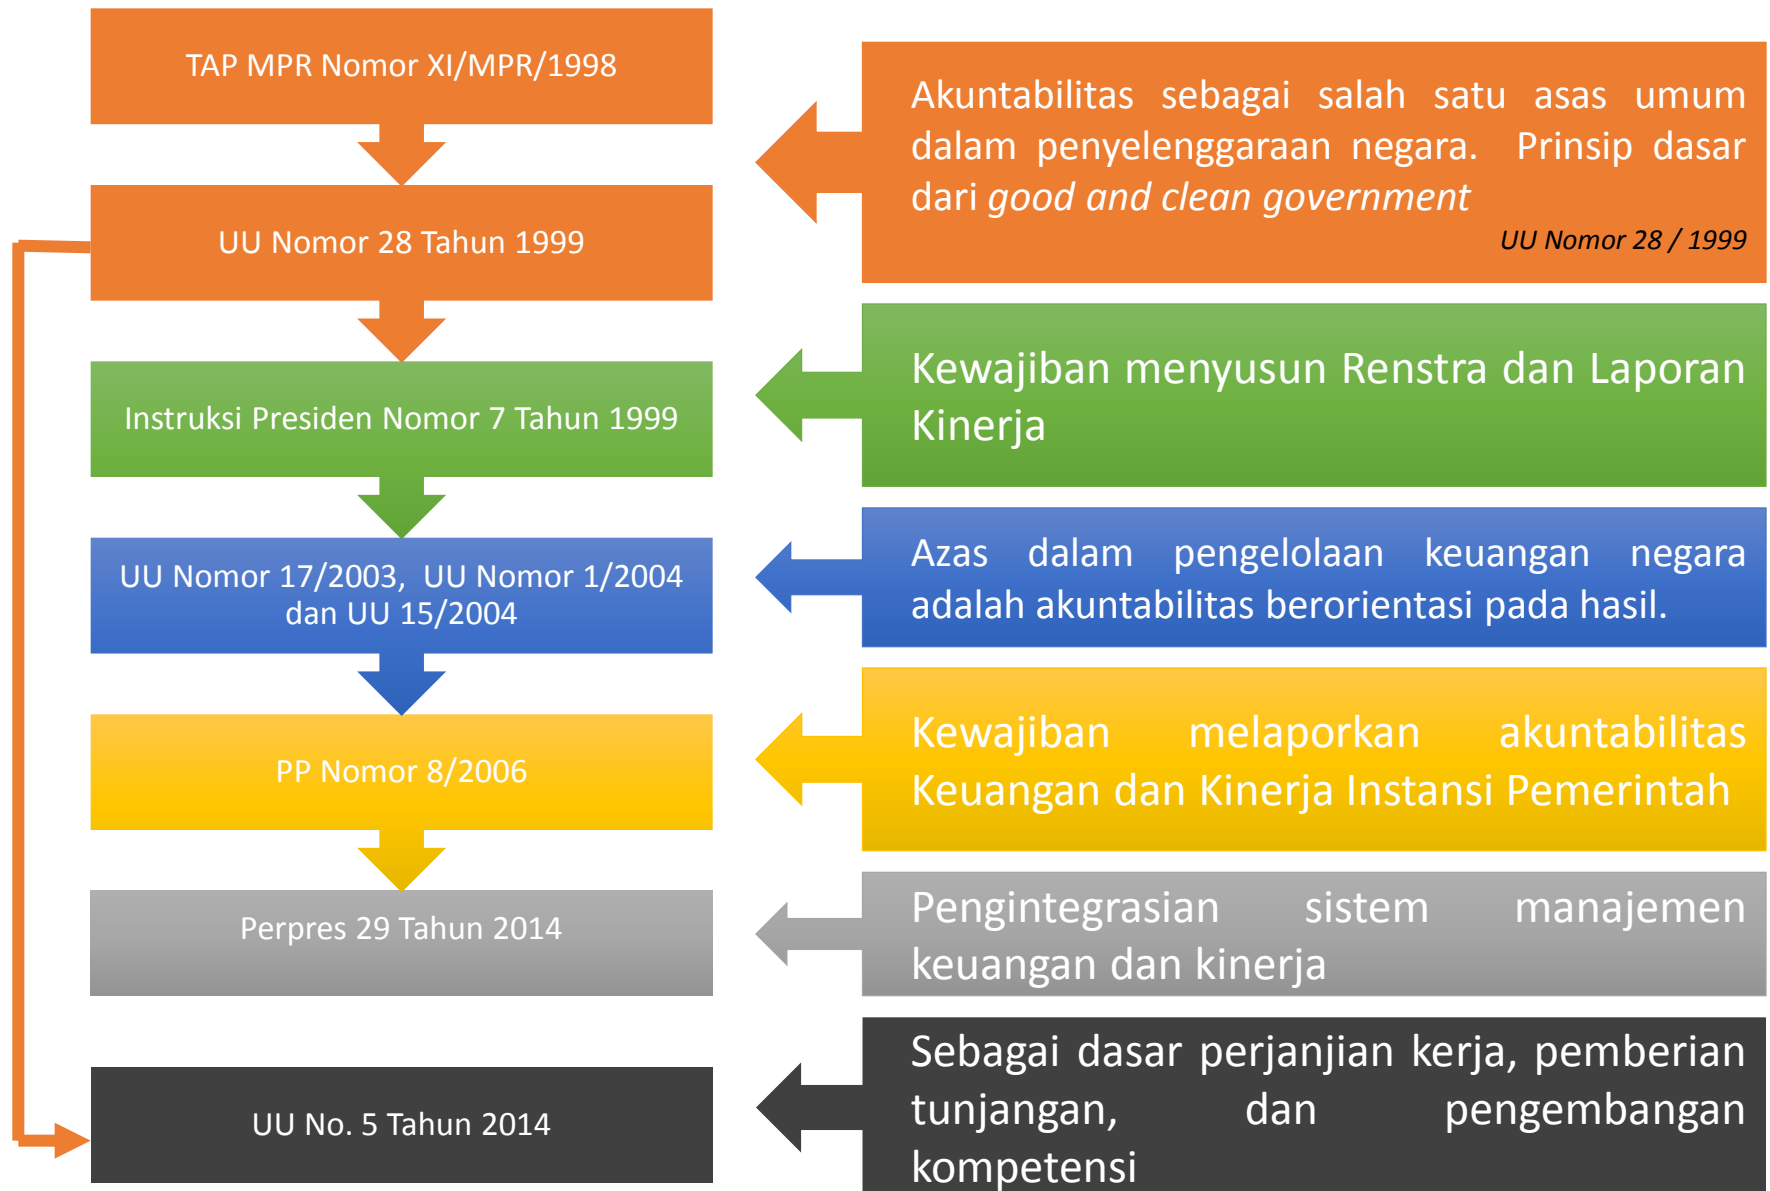 TAP MPR Nomor XI/MPR/1998
Akuntabilitas sebagai salah satu asas umum
dalam penyelenggaraan negara. Prinsip dasar
dari good and clean government
UU Nomor 28 / 1999
UU Nomor 28 Tahun 1999
Instruksi Presiden Nomor 7 Tahun 1999
Kewajiban menyusun Renstra dan Laporan
Kinerja
UU Nomor 17/2003, UU Nomor 1/2004
dan UU 15/2004
Azas dalam pengelolaan keuangan negara
adalah akuntabilitas berorientasi pada hasil.
PP Nomor 8/2006
Kewajiban melaporkan akuntabilitas
Keuangan dan Kinerja Instansi Pemerintah
Perpres 29 Tahun 2014
Pengintegrasian sistem manajemen
keuangan dan kinerja
UU No. 5 Tahun 2014
Sebagai dasar perjanjian kerja, pemberian
tunjangan, dan pengembangan
kompetensi